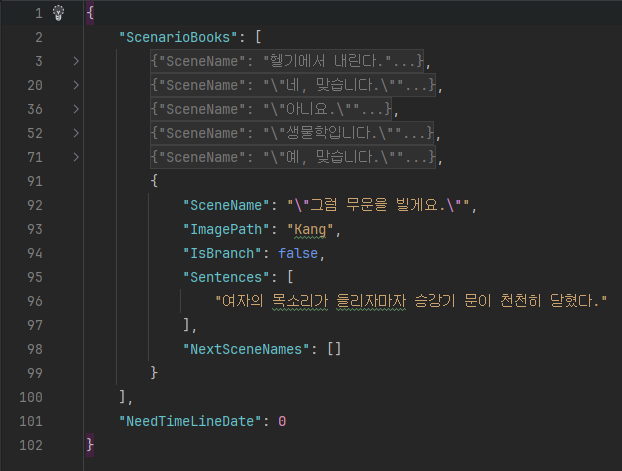 1 {
2 "ScenarioBooks": [
3 {"SceneName": "헬기에서 내린다."...},
20 {"SceneName": "\"네, 맞습니다.\""...},
36 {"SceneName": "\"아니요.\""...},
52 {"SceneName": "\"생물학입니다.\""...},
71 {"SceneName": "\"예, 맞습니다.\""...},
91 {
92 "SceneName": "\"그럼 무운을 빌게요.\"",
93 "ImagePath": "Kang",
94 "IsBranch": false,
95 "Sentences": [
96 "여자의 목소리가 들리자마자 승강기 문이 천천히 닫혔다."
97 ],
98 "NextSceneNames": []
99 }
100 ],
101 "NeedTimeLineDate": 0
102 }